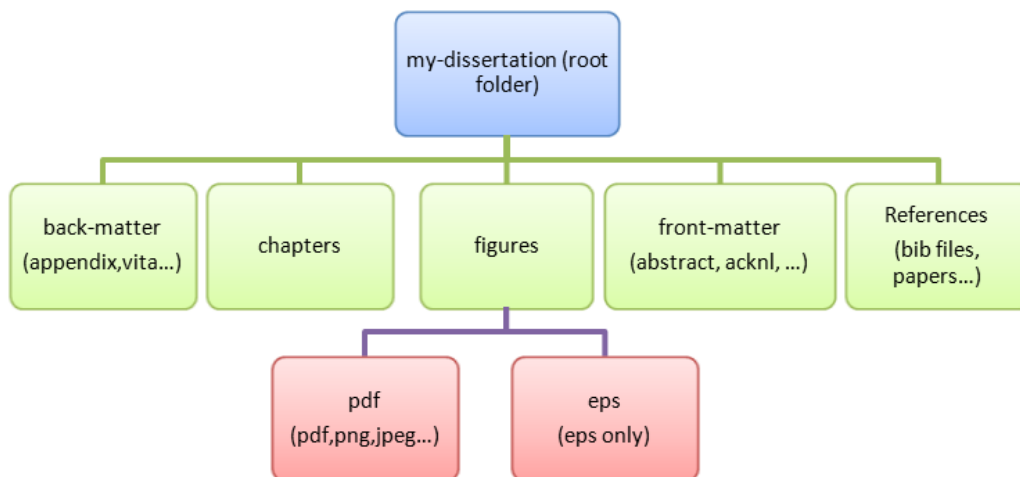 my-dissertation (root
folder)
back-matter
(appendix,vita…)
chapters
figures
front-matter
(abstract, acknl, …)
References
(bib files,
papers…)
pdf
(pdf,png,jpeg…)
eps
(eps only)